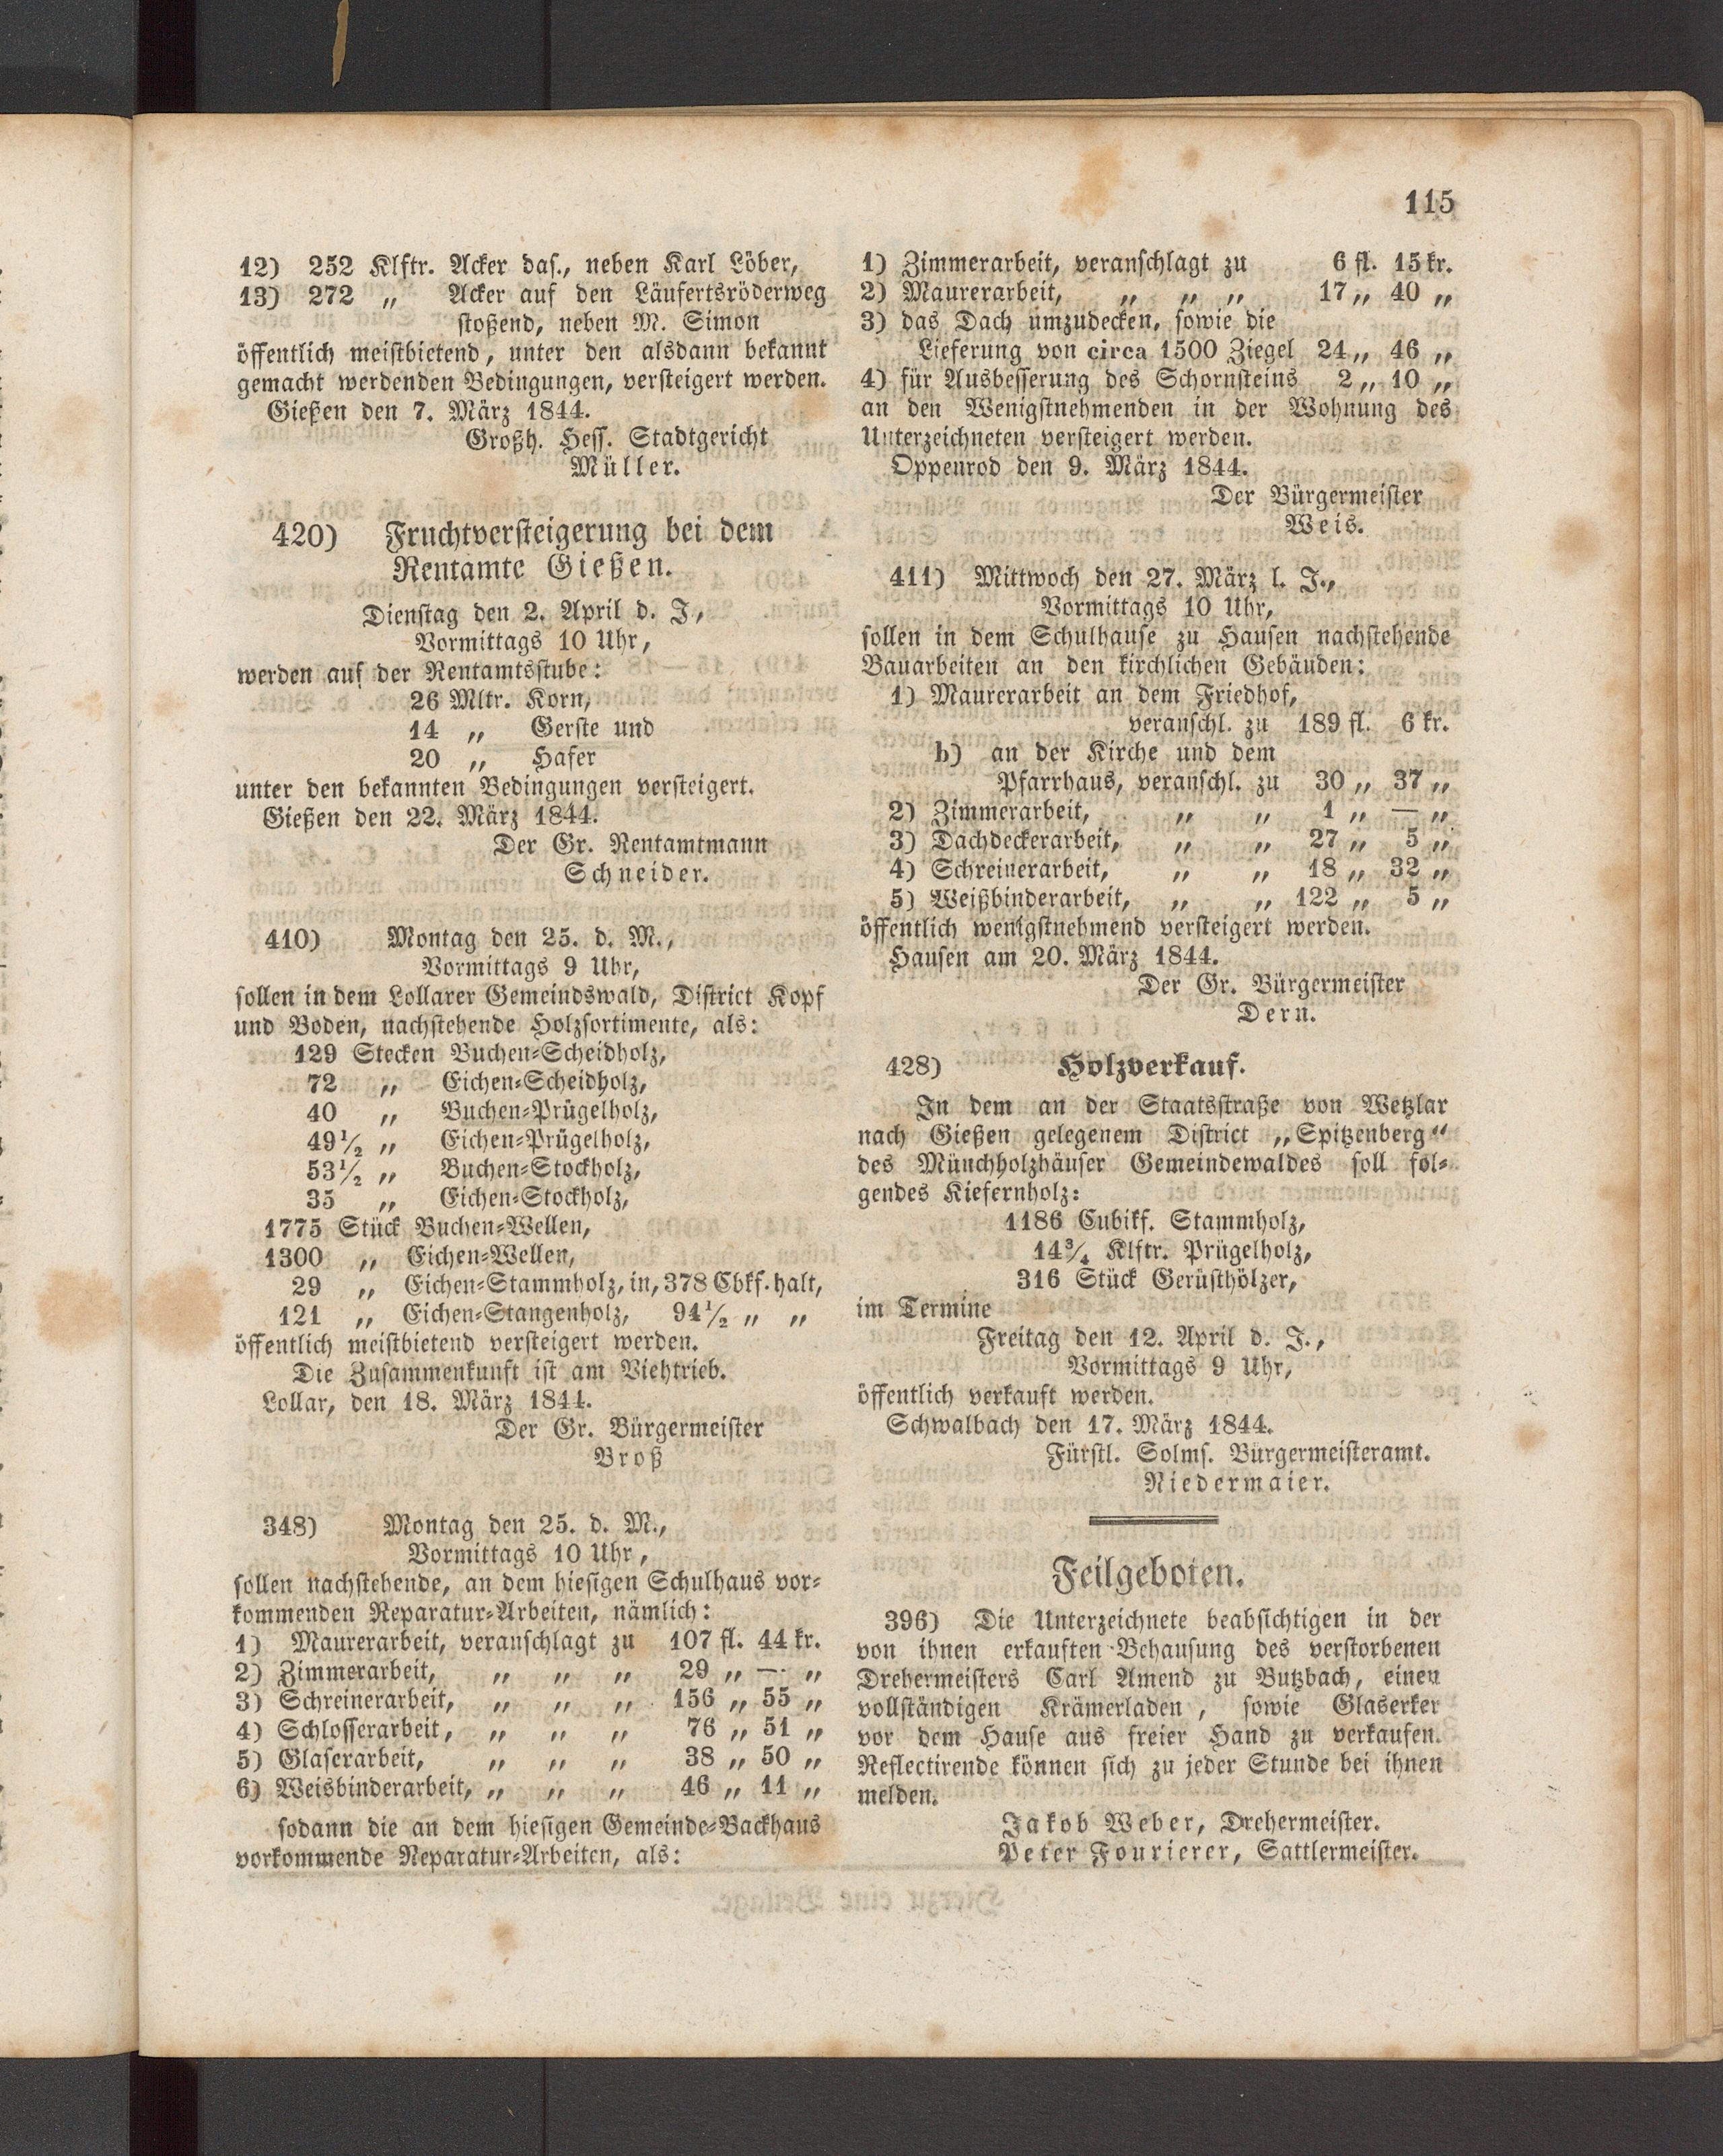 115
12) 252 Klftr. Acker das., neben Karl Löber,
13) 272 „ Acker auf den Läufertsröderweg
stoßend, neben M. Simon
öffentlich meistbietend, unter den alsdann bekannt
gemacht werdenden Bedingungen, versteigert werden.
Gießen den 7. März 1844.
Großh. Hess. Stadtgericht
Müller.
420) Fruchtversteigerung bei dem
Rentamte Gießen.
Dienstag den 2. April d. J,
Vormittags 10 Uhr,
werden auf der Rentamtsstube:
26 Mltr. Korn,
14 „ Gerste und
20 „ Hafer
unter den bekannten Bedingungen versteigert.
Gießen den 22. März 1844.
Der Gr. Rentamtmann
Schneider.
410) Montag den 25. d. M.,
Vormittags 9 Uhr,
sollen in dem Lollarer Gemeindswald, District Kopf
und Boden, nachstehende Holzsortimente, als:
129 Stecken Buchen=Scheidholz,
72 „ Eichen=Scheidholz,
40 „ Buchen=Prügelholz,
49½ „ Eichen=Prügelholz,
53½ „ Buchen=Stockholz,
35 „ Eichen=Stockholz,
1775 Stück Buchen=Wellen,
1300 „ Eichen=Wellen,
29 „ Eichen=Stammholz, in, 378 Cbkf. halt,
121 „ Eichen=Stangenholz, 94½ „ „
öffentlich meistbietend versteigert werden.
Die Zusammenkunft ist am Viehtrieb.
Lollar, den 18. März 1844.
Der Gr. Bürgermeister
Broß
348) Montag den 25. d. M.,
Vormittags 10 Uhr,
sollen nachstehende, an dem hiesigen Schulhaus vor=
kommenden Reparatur=Arbeiten, nämlich:
1) Maurerarbeit, veranschlagt zu 107 fl. 44 kr.
2) Zimmerarbeit, „ „ „ 29 „ — „
3) Schreinerarbeit, „ „ „ 156 „ 55 „
4) Schlosserarbeit, „ „ „ 76 „ 51 „
5) Glaserarbeit, „ „ „ 38 „ 50 „
6) Weisbinderarbeit, „ „ „ 46 „ 11 „
sodann die an dem hiesigen Gemeinde=Backhaus
vorkommende Reparatur=Arbeiten, als:
1) Zimmerarbeit, veranschlagt zu 6 fl. 15 kr.
2) Maurerarbeit, „ „ „ 17 „ 40 „
3) das Dach umzudecken, sowie die
Lieferung von circa 1500 Ziegel 24 „ 46 „
4) für Ausbesserung des Schornsteins 2 „ 10 „
an den Wenigstnehmenden in der Wohnung des
Unterzeichneten versteigert werden.
Oppenrod den 9. März 1844.
Der Bürgermeister
Weis.
411) Mittwoch den 27. März l. J.,
Vormittags 10 Uhr,
sollen in dem Schulhause zu Hausen nachstehende
Bauarbeiten an den kirchlichen Gebäuden:
1) Maurerarbeit an dem Friedhof,
veranschl. zu 189 fl. 6 kr.
b) an der Kirche und dem
Pfarrhaus, veranschl. zu 30 „ 37 „
2) Zimmerarbeit, „ „ 1 „ — „
3) Dachdeckerarbeit, „ „ 27 „ 5 „
4) Schreinerarbeit, „ „ 18 „ 32 „
5) Weißbinderarbeit, „ „ 122 „ 5 „
öffentlich wenigstnehmend versteigert werden.
Hausen am 20. März 1844.
Der Gr. Bürgermeister
Dern.
428) Holzverkauf.
In dem an der Staatsstraße von Wetzlar
nach Gießen gelegenem District „Spitzenberg“
des Münchholzhäuser Gemeindewaldes soll fol=
gendes Kiefernholz:
1186 Cubikf. Stammholz,
14¾ Klftr. Prügelholz,
316 Stück Gerüsthölzer,
im Termine
Freitag den 12. April d. J.,
Vormittags 9 Uhr,
öffentlich verkauft werden.
Schwalbach den 17. März 1844.
Fürstl. Solms. Bürgermeisteramt.
Niedermaier.
Feilgeboten.
396) Die Unterzeichnete beabsichtigen in der
von ihnen erkauften Behausung des verstorbenen
Drehermeisters Carl Amend zu Butzbach, einen
vollständigen Krämerladen, sowie Glaserker
vor dem Hause aus freier Hand zu verkaufen.
Reflectirende können sich zu jeder Stunde bei ihnen
melden.
Jakob Weber, Drehermeister.
Peter Fourierer, Sattlermeister.